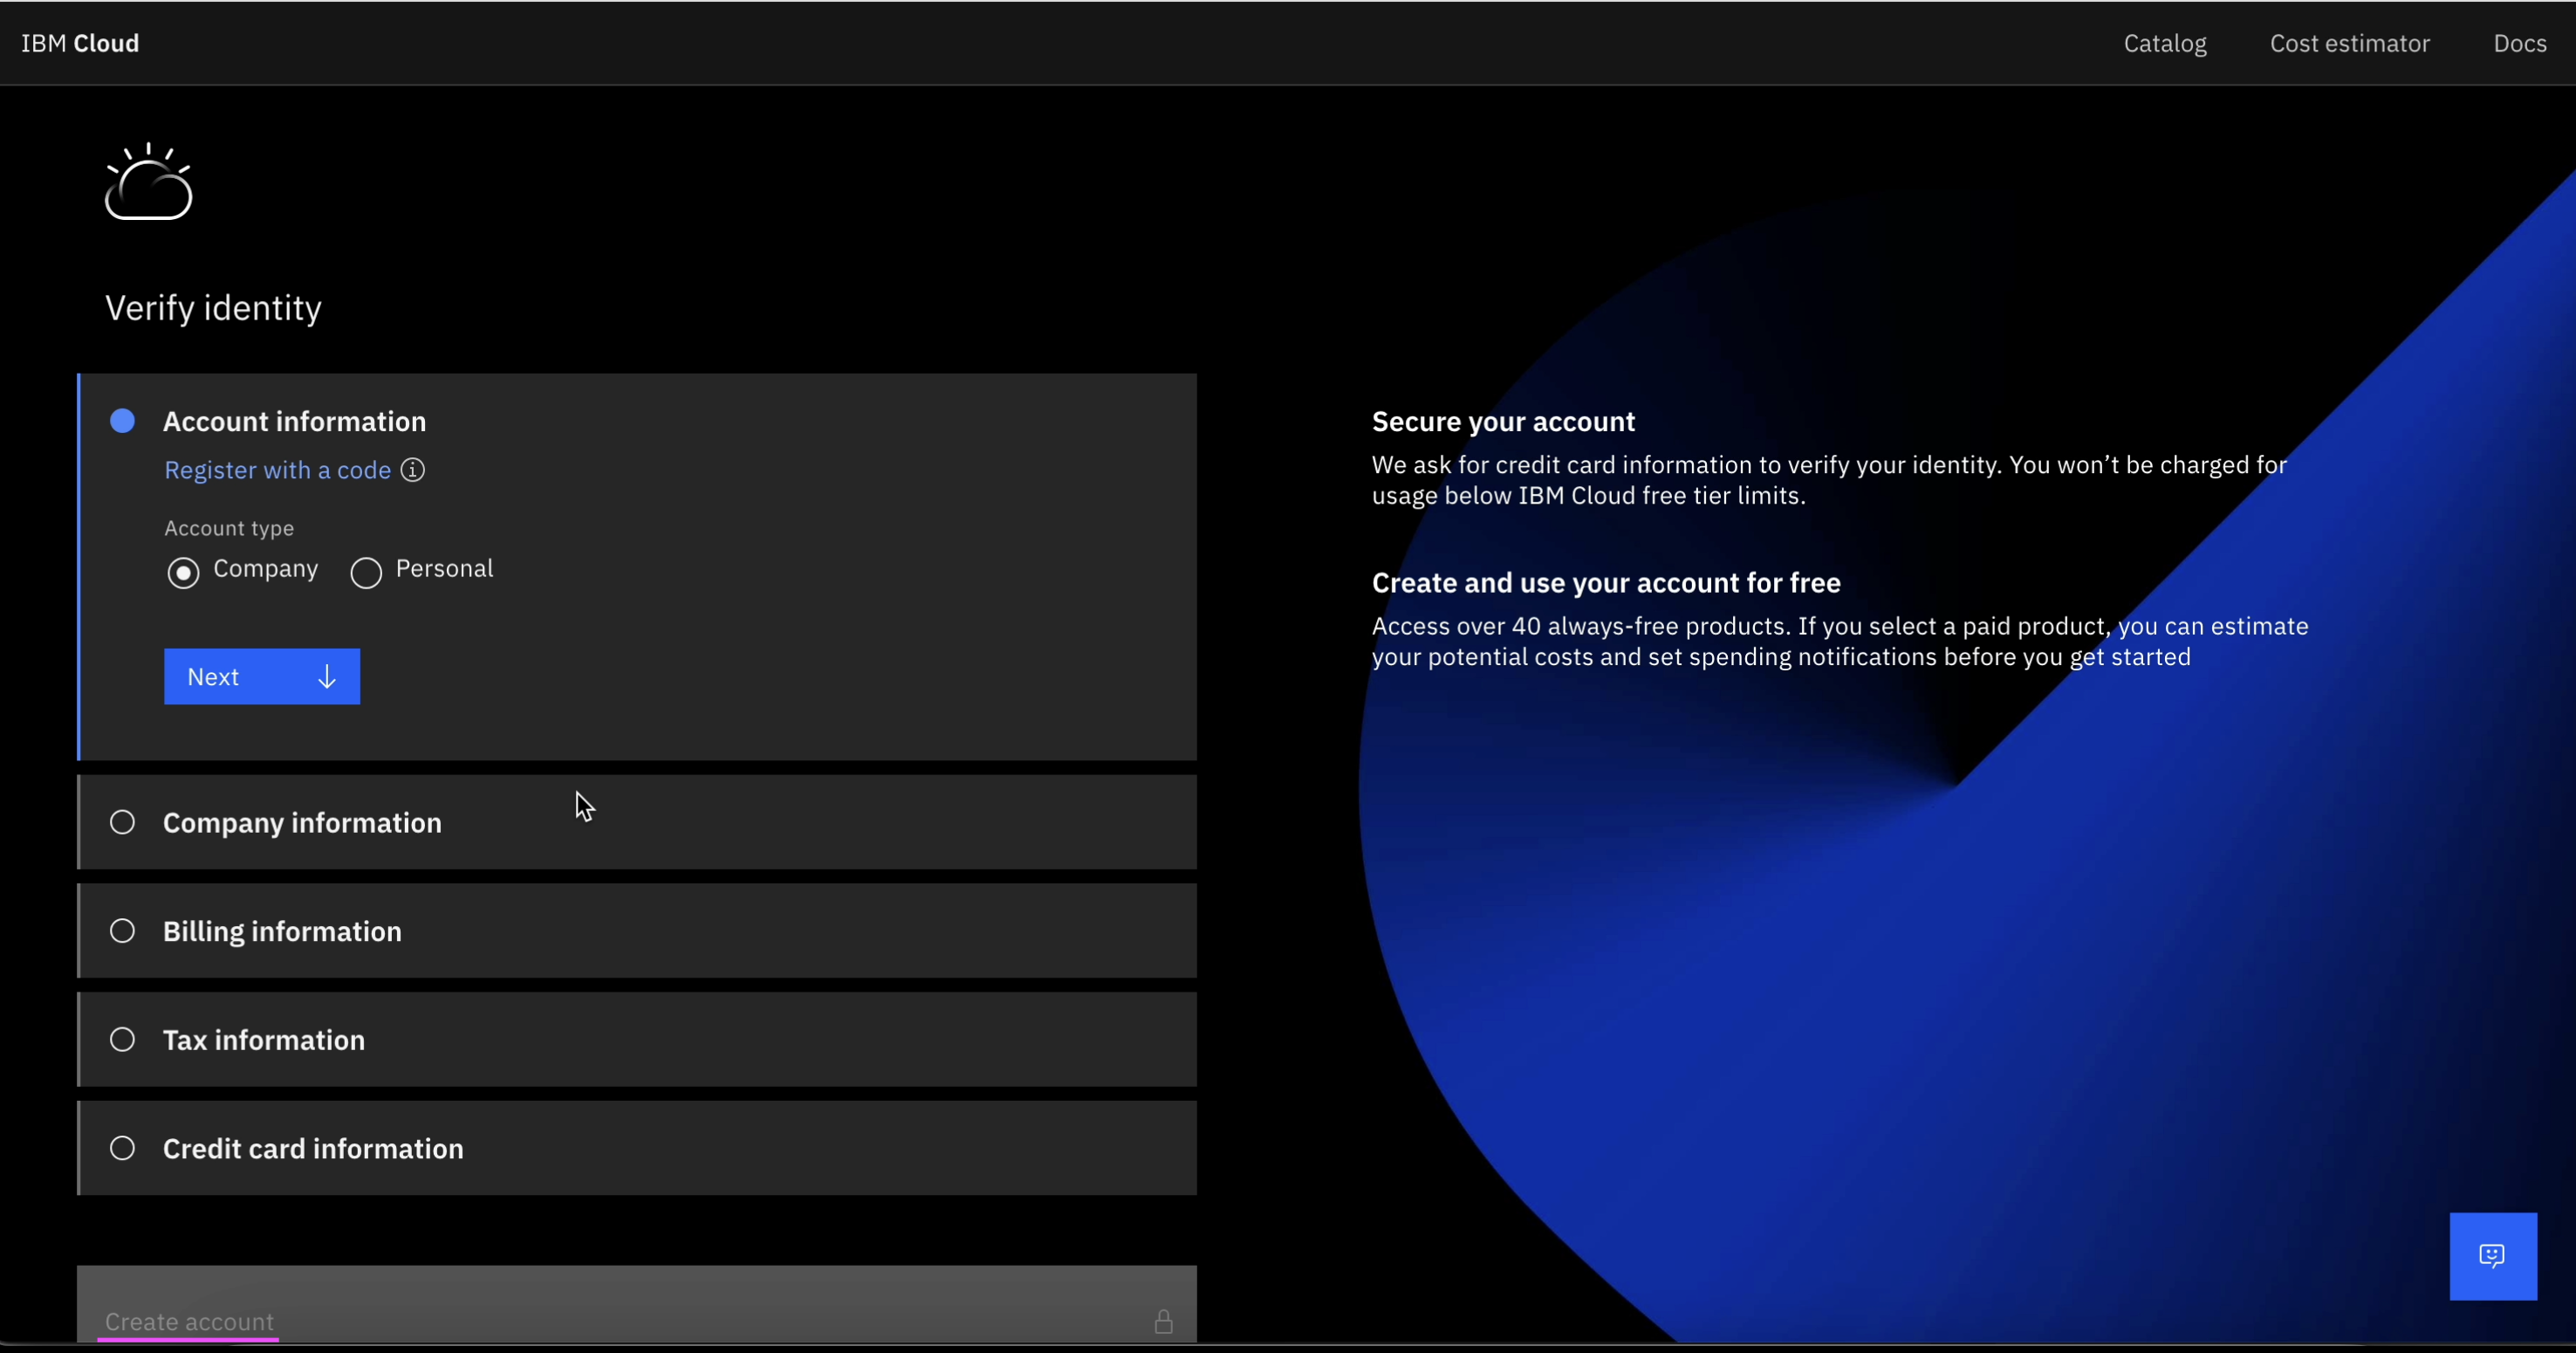 IBM Cloud
Catalog
Cost estimator
Docs
Verify identity
Account information
Register with a code
Account type
Company
Personal
Next
Company information
Billing information
Tax information
Credit card information
Create account
Secure your account
We ask for credit card information to verify your identity. You won’t be charged for
usage below IBM Cloud free tier limits.
Create and use your account for free
Access over 40 always-free products. If you select a paid product, you can estimate
your potential costs and set spending notifications before you get started